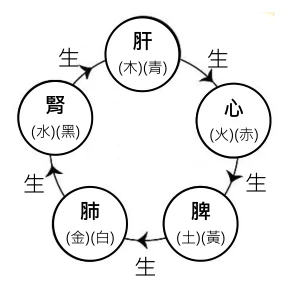 肝
(木)(青)
生
心
(火)(赤)
生
脾
(土)(黃)
生
肺
(金)(白)
生
腎
(水)(黑)
生